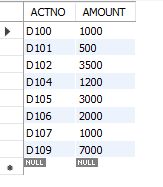 ACTNO AMOUNT
D100 1000
D101 500
D102 3500
D104 1200
D105 3000
D106 2000
D107 1000
D109 7000
NULL NULL